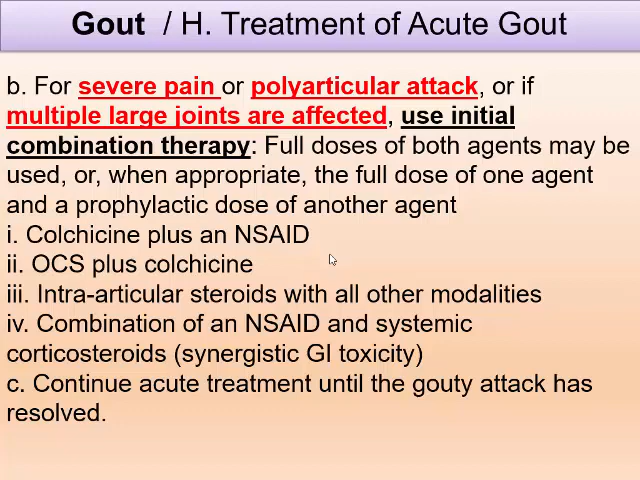 Gout / H. Treatment of Acute Gout
b. For severe pain or polyarticular attack, or if
multiple large joints are affected, use initial
combination therapy: Full doses of both agents may be
used, or, when appropriate, the full dose of one agent
and a prophylactic dose of another agent
i. Colchicine plus an NSAID
ii. OCS plus colchicine
iii. Intra-articular steroids with all other modalities
iv. Combination of an NSAID and systemic
corticosteroids (synergistic GI toxicity)
c. Continue acute treatment until the gouty attack has
resolved.